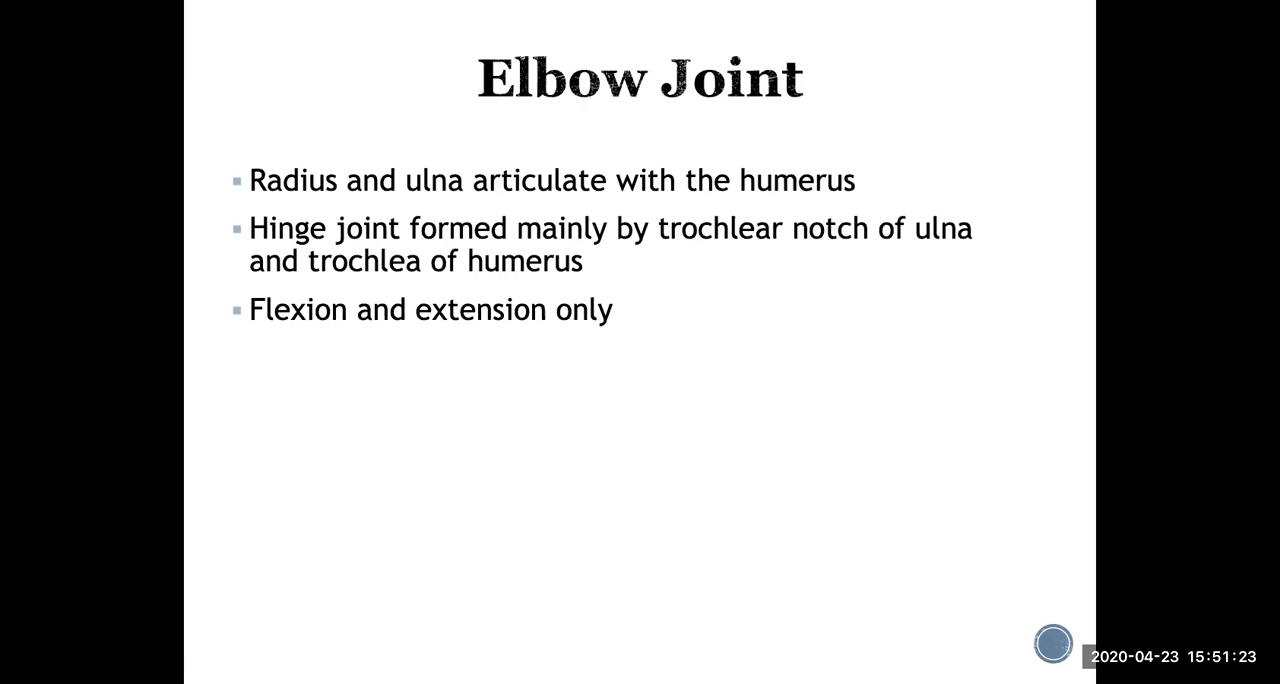 Elbow Joint
▪ Radius and ulna articulate with the humerus
▪ Hinge joint formed mainly by trochlear notch of ulna
and trochlea of humerus
▪ Flexion and extension only
2020-04-23 15:51:23